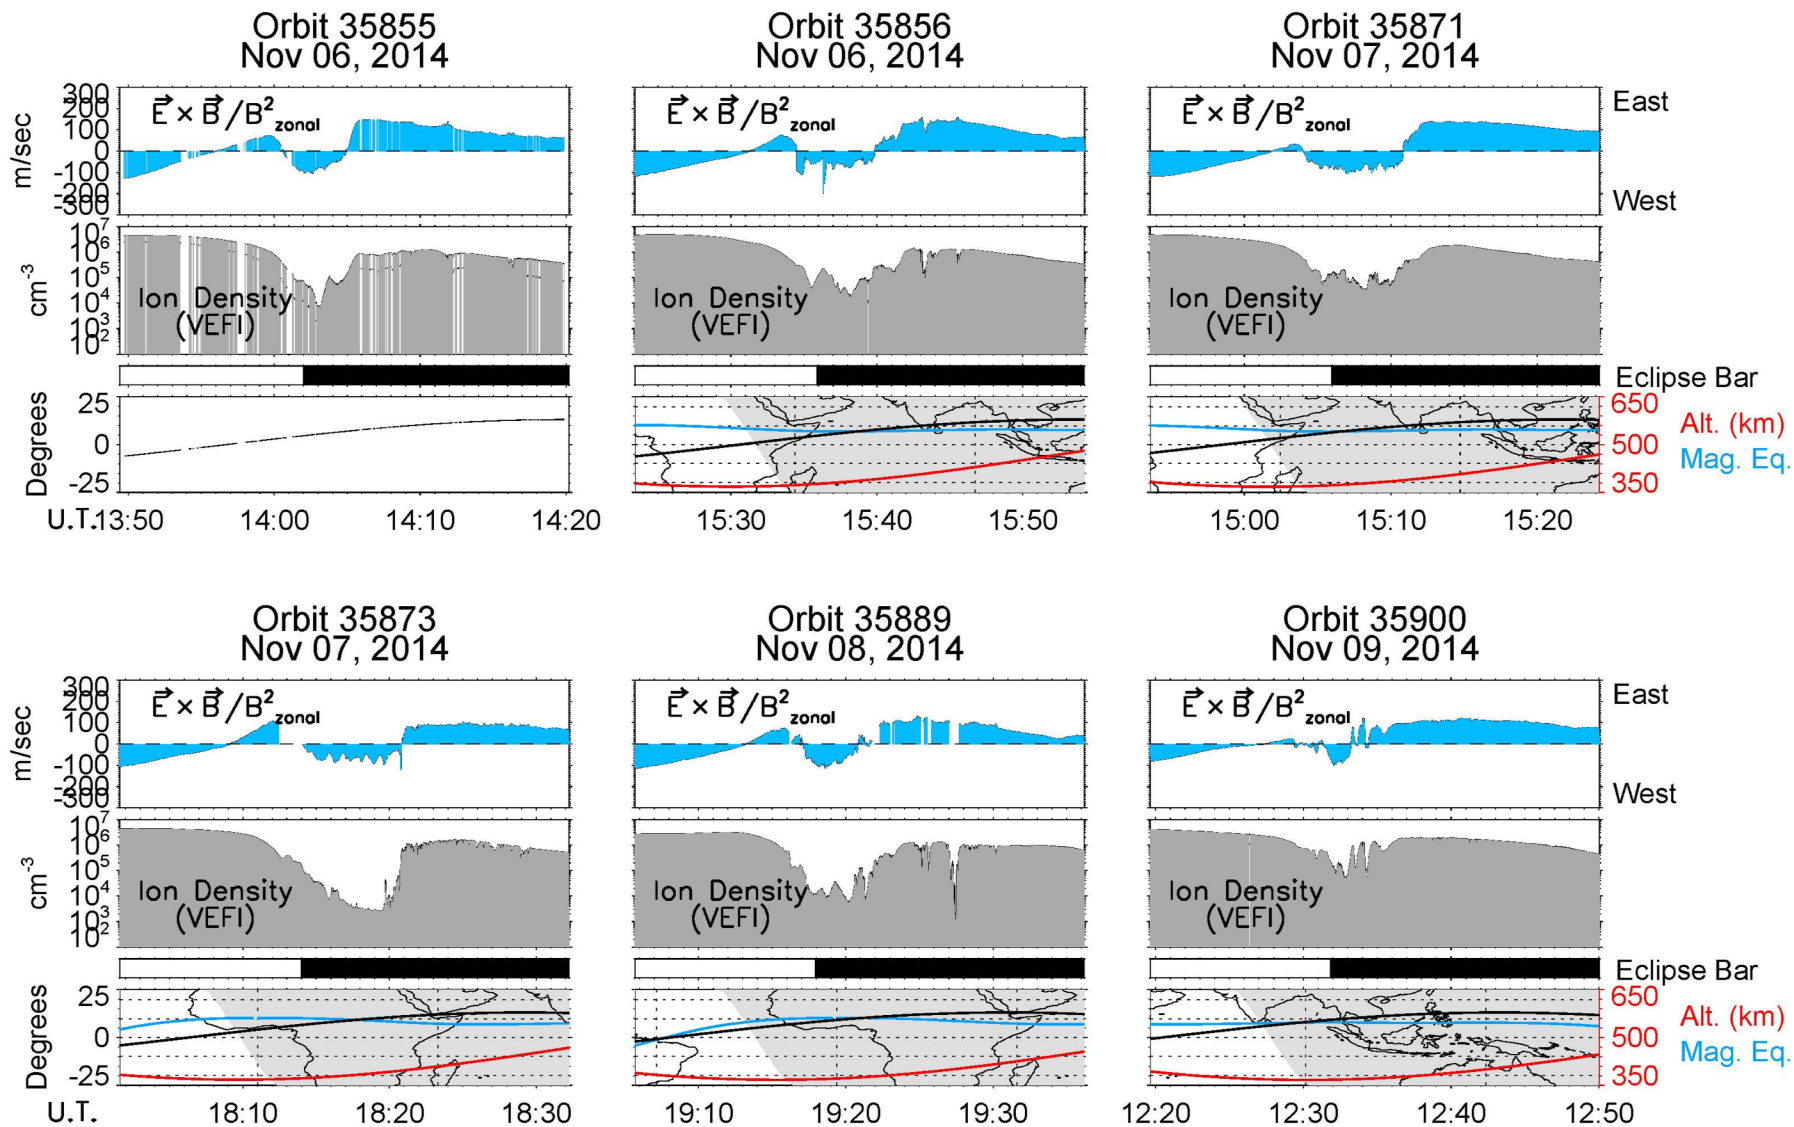 Orbit 35855
Nov 06, 2014
Orbit 35856
Nov 06, 2014
Orbit 35871
Nov 07, 2014
m/sec
300
200
100
0
-100
-200
-300
E × B /B² zonal
E × B /B² zonal
E × B /B² zonal
East
West
cm⁻³
10⁷
10⁶
10⁵
10⁴
10³
10²
Ion Density
(VEFI)
Ion Density
(VEFI)
Ion Density
(VEFI)
Eclipse Bar
Degrees
25
0
-25
650
500
350
Alt. (km)
Mag. Eq.
U.T. 13:50 14:00 14:10 14:20
15:30 15:40 15:50
15:00 15:10 15:20
Orbit 35873
Nov 07, 2014
Orbit 35889
Nov 08, 2014
Orbit 35900
Nov 09, 2014
m/sec
300
200
100
0
-100
-200
-300
E × B /B² zonal
E × B /B² zonal
E × B /B² zonal
East
West
cm⁻³
10⁷
10⁶
10⁵
10⁴
10³
10²
Ion Density
(VEFI)
Ion Density
(VEFI)
Ion Density
(VEFI)
Eclipse Bar
Degrees
25
0
-25
650
500
350
Alt. (km)
Mag. Eq.
U.T. 18:10 18:20 18:30
19:10 19:20 19:30
12:20 12:30 12:40 12:50